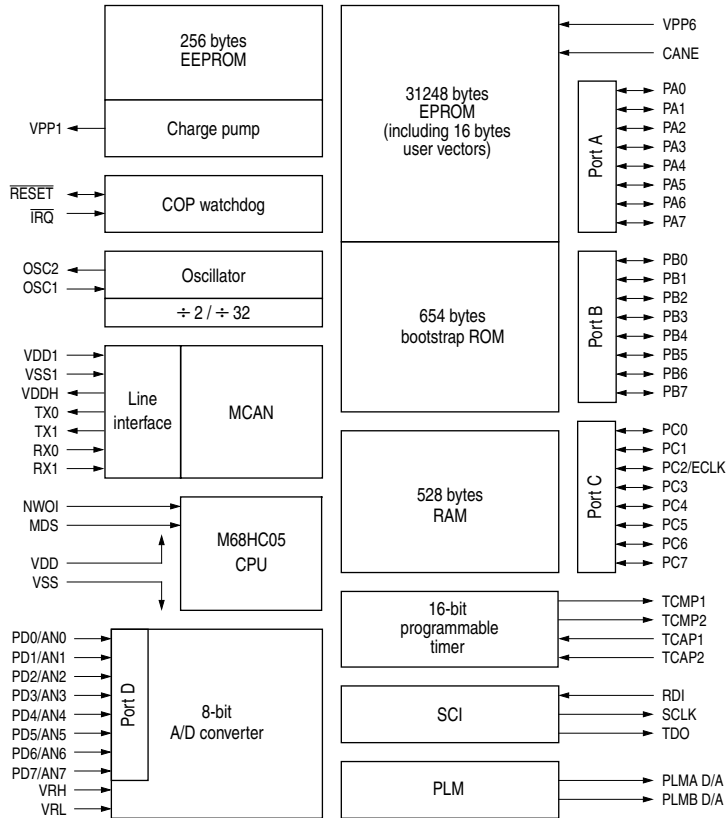 256 bytes
EEPROM
Charge pump
VPP1
COP watchdog
RESET
IRQ
Oscillator
÷ 2 / ÷ 32
OSC2
OSC1
VDD1
VSS1
VDDH
TX0
TX1
RX0
RX1
Line
interface
MCAN
NWOI
MDS
VDD
VSS
M68HC05
CPU
PD0/AN0
PD1/AN1
PD2/AN2
PD3/AN3
PD4/AN4
PD5/AN5
PD6/AN6
PD7/AN7
VRH
VRL
Port D
8-bit
A/D converter
31248 bytes
EPROM
(including 16 bytes
user vectors)
VPP6
CANE
654 bytes
bootstrap ROM
Port A
PA0
PA1
PA2
PA3
PA4
PA5
PA6
PA7
Port B
PB0
PB1
PB2
PB3
PB4
PB5
PB6
PB7
528 bytes
RAM
Port C
PC0
PC1
PC2/ECLK
PC3
PC4
PC5
PC6
PC7
16-bit
programmable
timer
TCMP1
TCMP2
TCAP1
TCAP2
SCI
RDI
SCLK
TDO
PLM
PLMA D/A
PLMB D/A